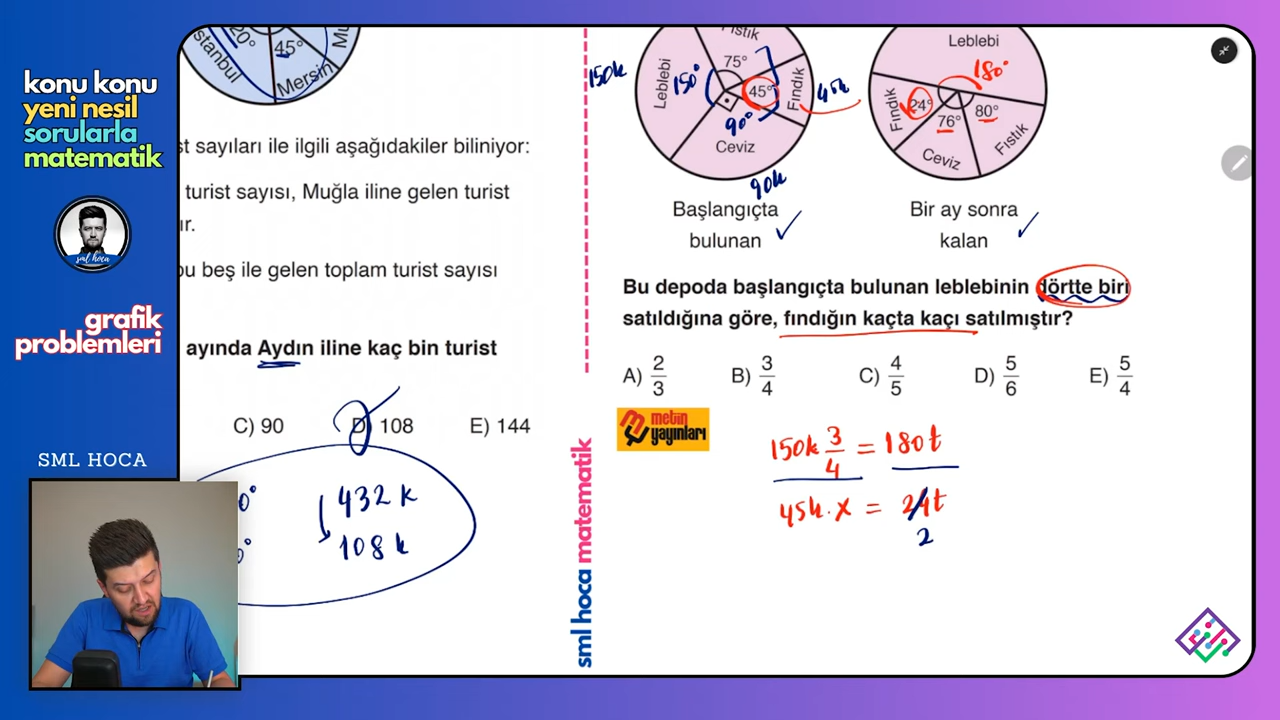 konu konu
yeni nesil
sorularla
matematik
sml hoca
grafik
problemleri
SML HOCA
İstanbul
20°
45°
Mersin
Mu
st sayıları ile ilgili aşağıdakiler biliniyor:
turist sayısı, Muğla iline gelen turist
ır.
bu beş ile gelen toplam turist sayısı
ayında Aydın iline kaç bin turist
C) 90
D) 108
E) 144
0°
432 k
0°
108 k
sml hoca matematik
Fıstık
150k
Leblebi
150°
75°
45°
Fındık
45k
90°
Ceviz
90k
Başlangıçta
bulunan
Leblebi
180°
Fındık
24°
76°
80°
Ceviz
Fıstık
Bir ay sonra
kalan
Bu depoda başlangıçta bulunan leblebinin dörtte biri
satıldığına göre, fındığın kaçta kaçı satılmıştır?
A) 2/3
B) 3/4
C) 4/5
D) 5/6
E) 5/4
metin
yayınları
150k 3/4 = 180t
45k.x = 24t
2